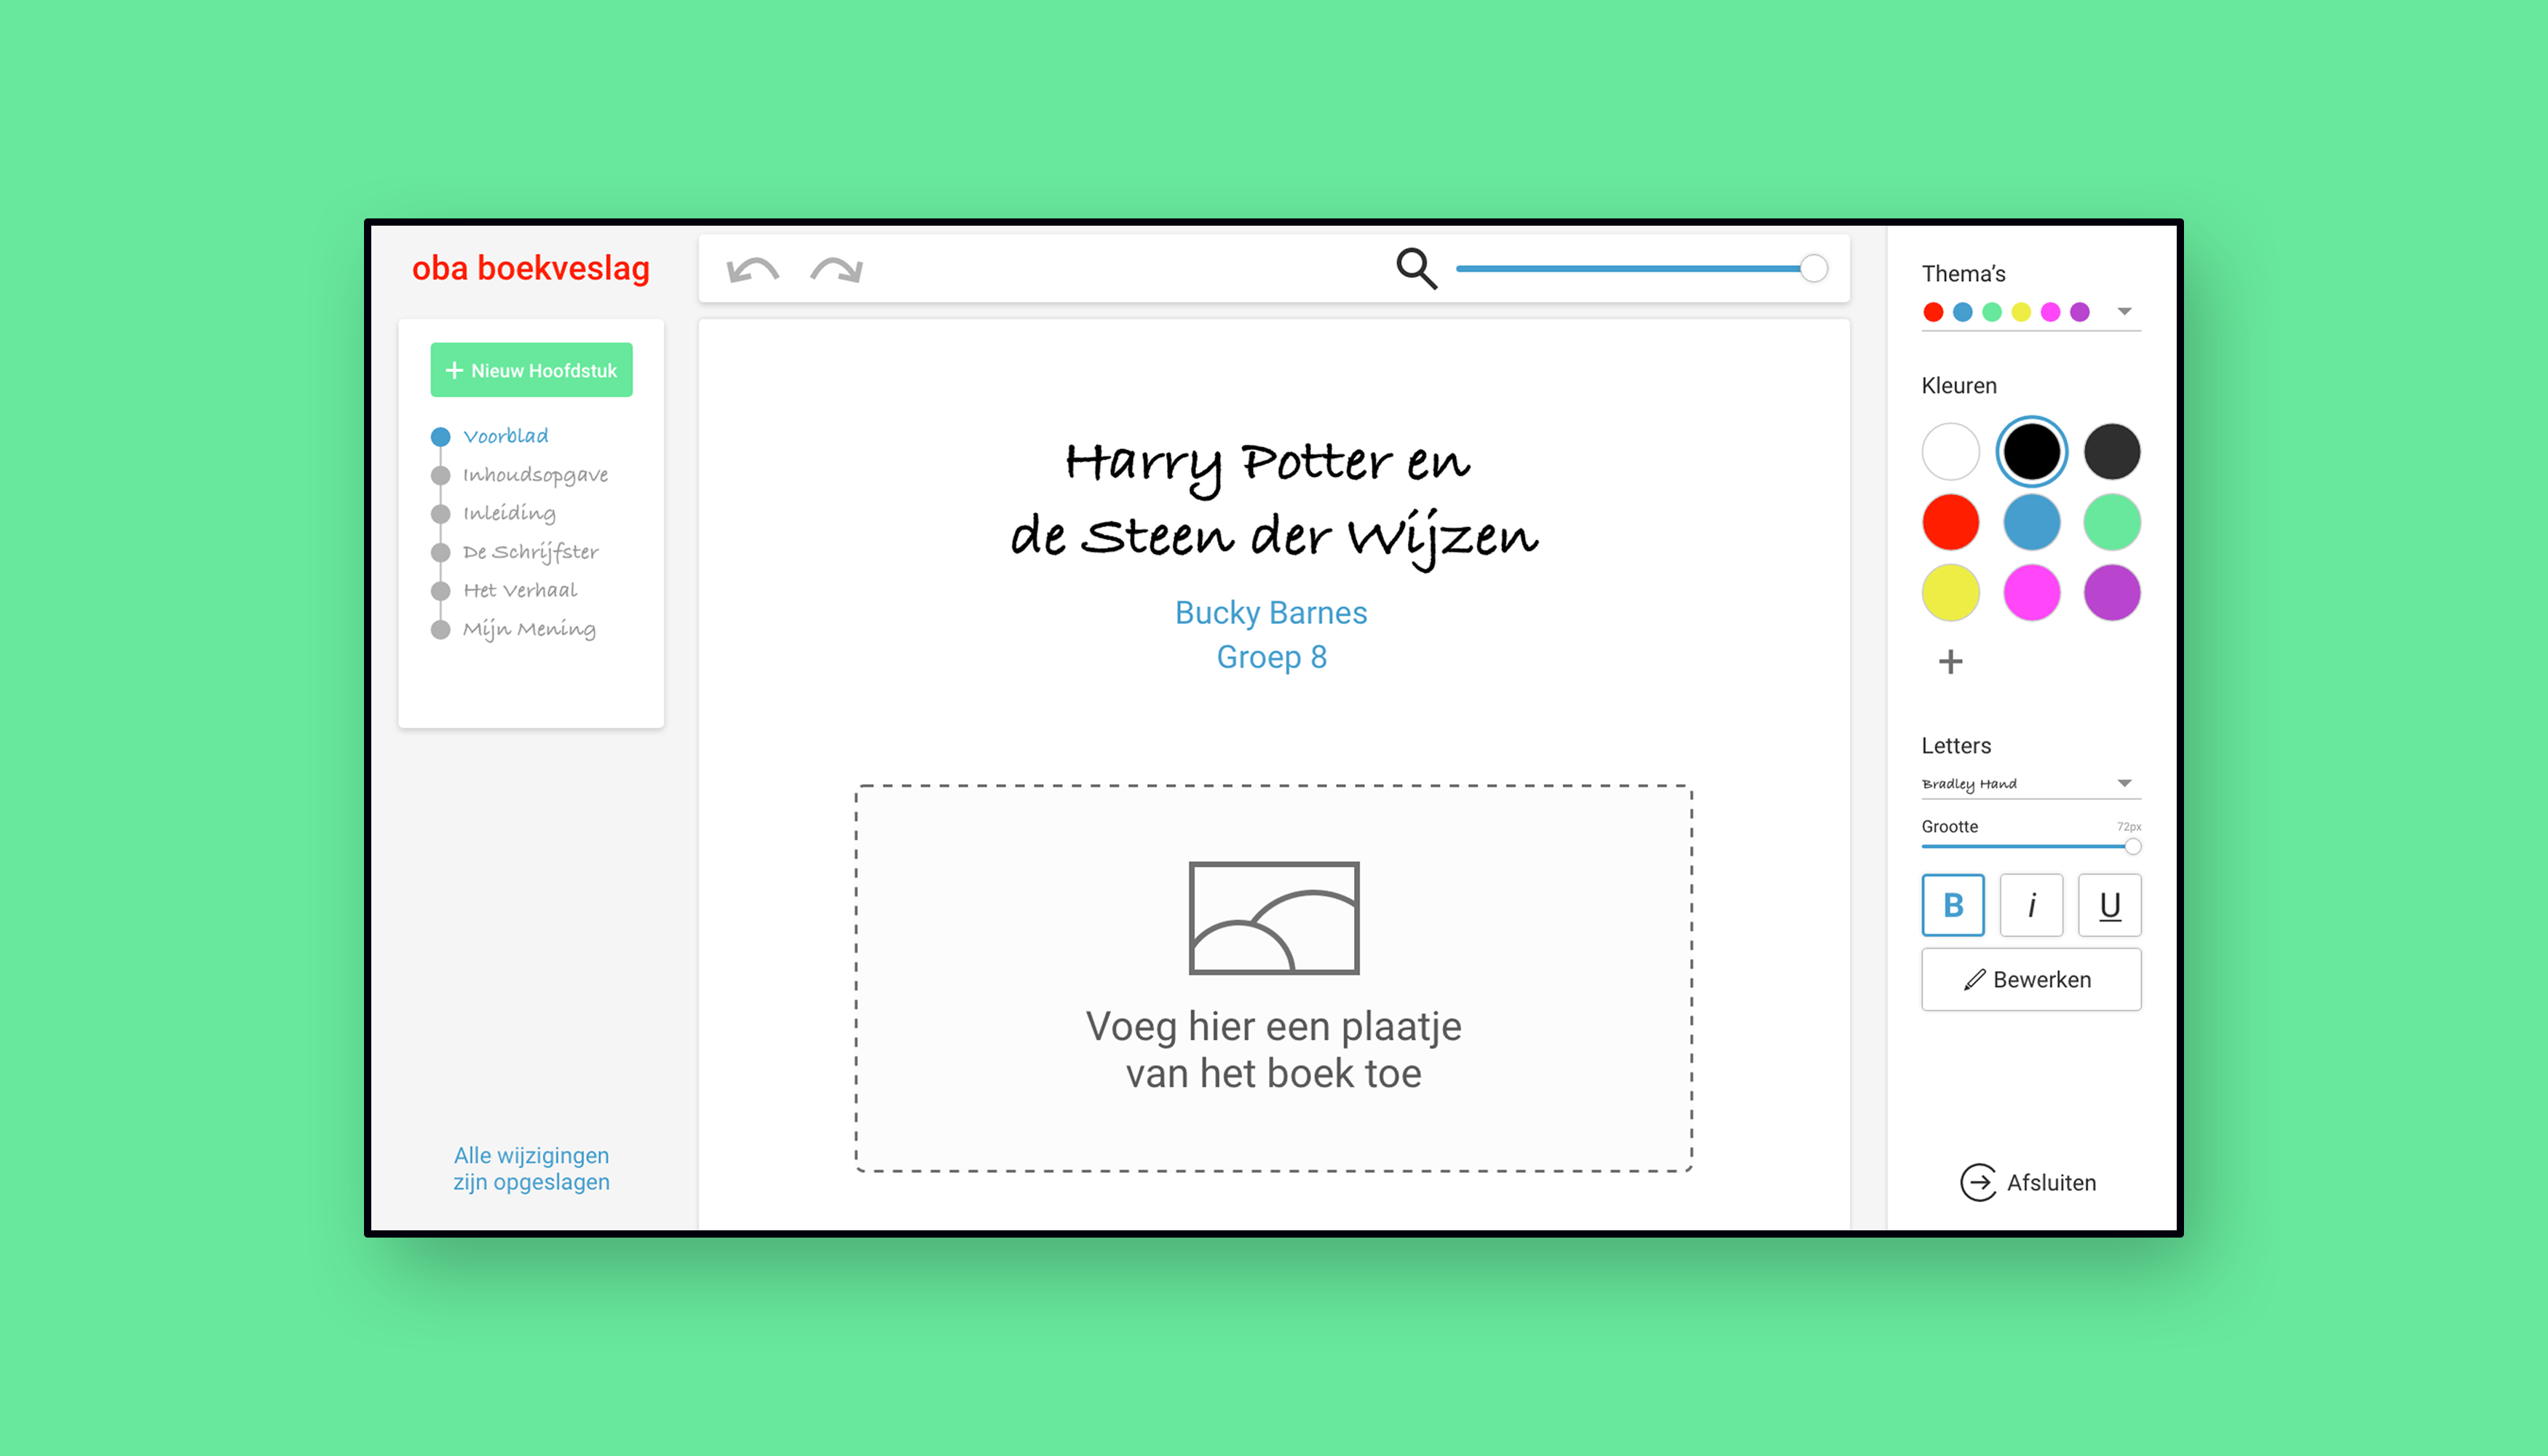 oba boekveslag
+ Nieuw Hoofdstuk
Voorblad
Inhoudsopgave
Inleiding
De Schrijfster
Het Verhaal
Mijn Mening
Alle wijzigingen
zijn opgeslagen
Harry Potter en
de Steen der Wijzen
Bucky Barnes
Groep 8
Voeg hier een plaatje
van het boek toe
Thema’s
Kleuren
+
Letters
Bradley Hand
Grootte 72px
B i U
Bewerken
Afsluiten